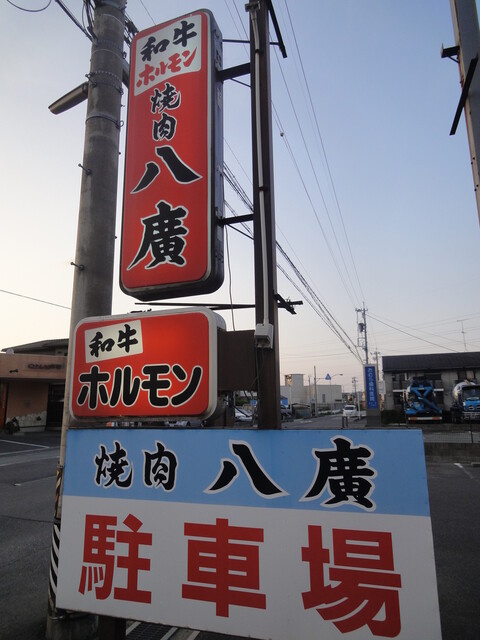 和牛
ホルモン
焼肉
八廣
和牛
ホルモン
焼肉 八廣
駐車場